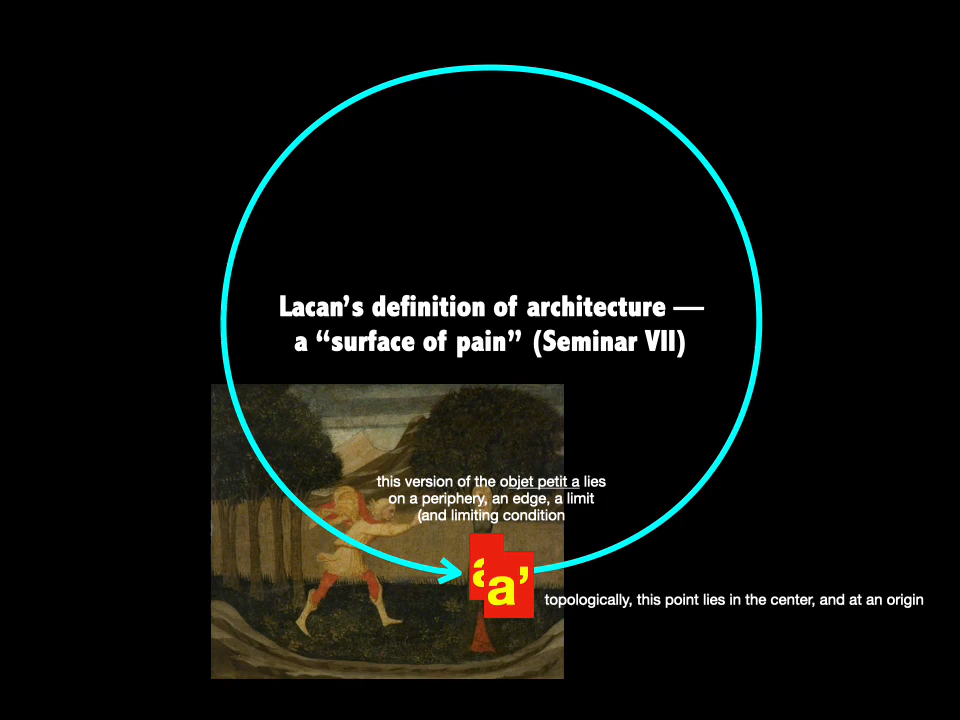 Lacan’s definition of architecture —
a “surface of pain” (Seminar VII)
this version of the objet petit a lies
on a periphery, an edge, a limit
(and limiting condition
a
a’
topologically, this point lies in the center, and at an origin